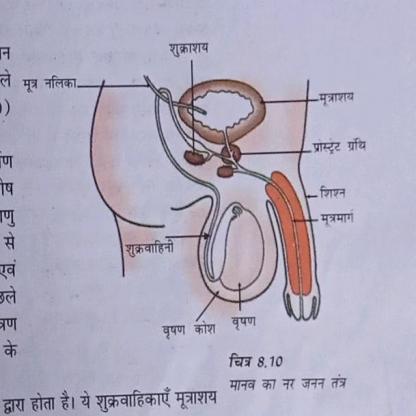 न
ले
)
ण
ोष
णु
से
एवं
छले
त्रण
के
शुक्राशय
मूत्र नलिका
मूत्राशय
प्रोस्ट्रेट ग्रंथि
शिश्न
मूत्रमार्ग
शुक्रवाहिनी
वृषण कोश
वृषण
चित्र 8.10
मानव का नर जनन तंत्र
द्वारा होता है। ये शुक्रवाहिकाएँ मूत्राशय